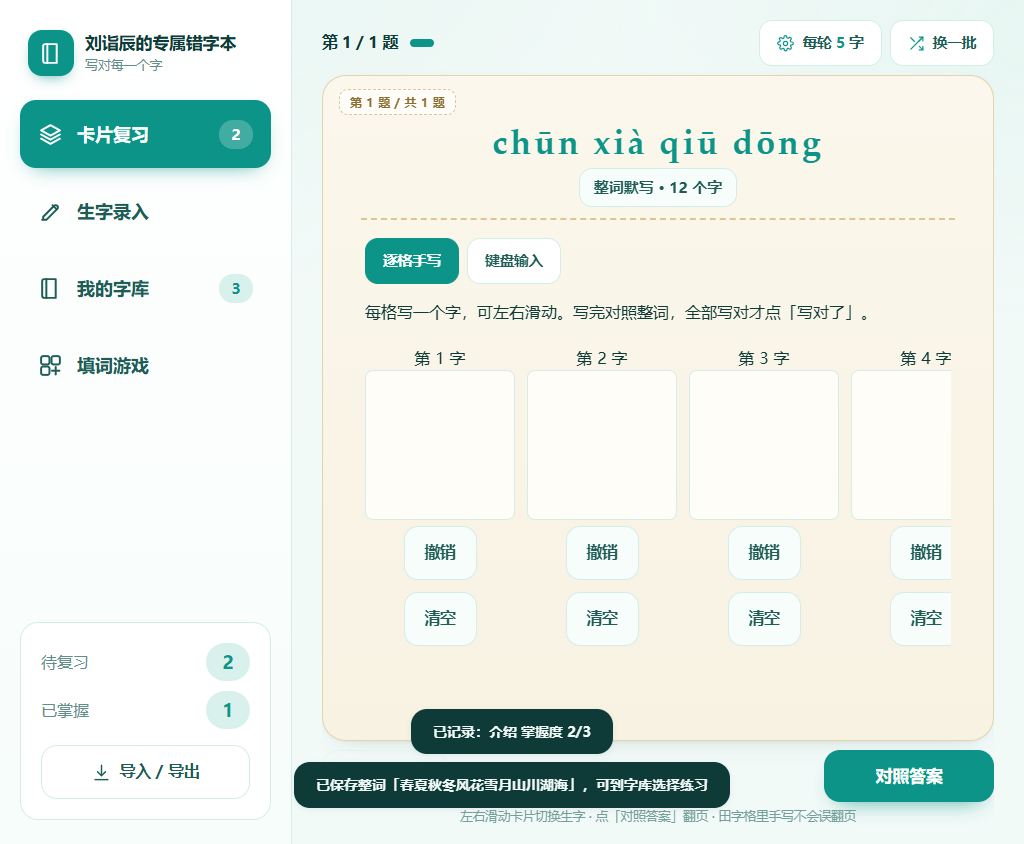 刘诣辰的专属错字本
写对每一个字
卡片复习 2
生字录入
我的字库 3
填词游戏
待复习 2
已掌握 1
导入 / 导出
第 1 / 1 题
每轮 5 字
换一批
第 1 题 / 共 1 题
chūn xià qiū dōng
整词默写 • 12 个字
逐格手写
键盘输入
每格写一个字，可左右滑动。写完对照整词，全部写对才点「写对了」。
第 1 字 第 2 字 第 3 字 第 4 字
撤销 撤销 撤销 撤销
清空 清空 清空 清空
已记录：介绍 掌握度 2/3
已保存整词「春夏秋冬风花雪月山川湖海」，可到字库选择练习
对照答案
左右滑动卡片切换生字 · 点「对照答案」翻页 · 田字格里手写不会误翻页